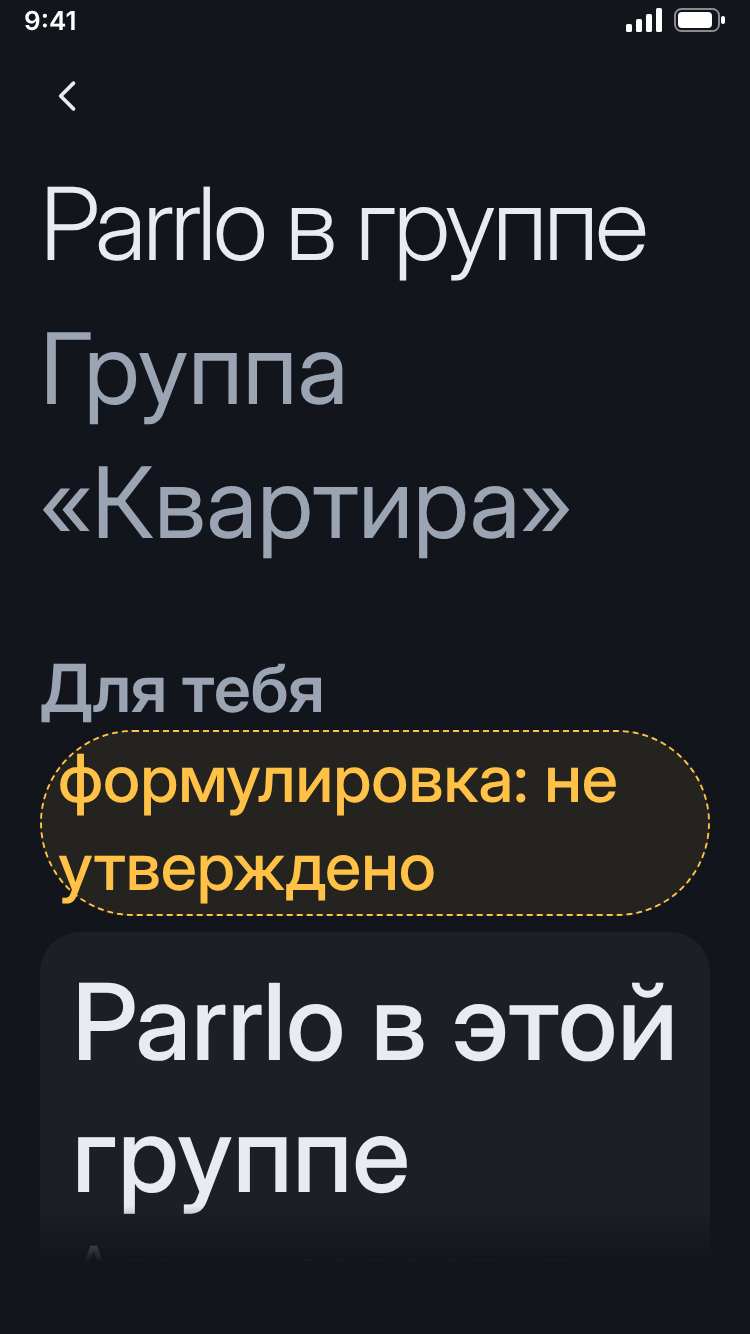 9:41
Parrlo в группе
Группа
«Квартира»
Для тебя
формулировка: не
утверждено
Parrlo в этой
группе